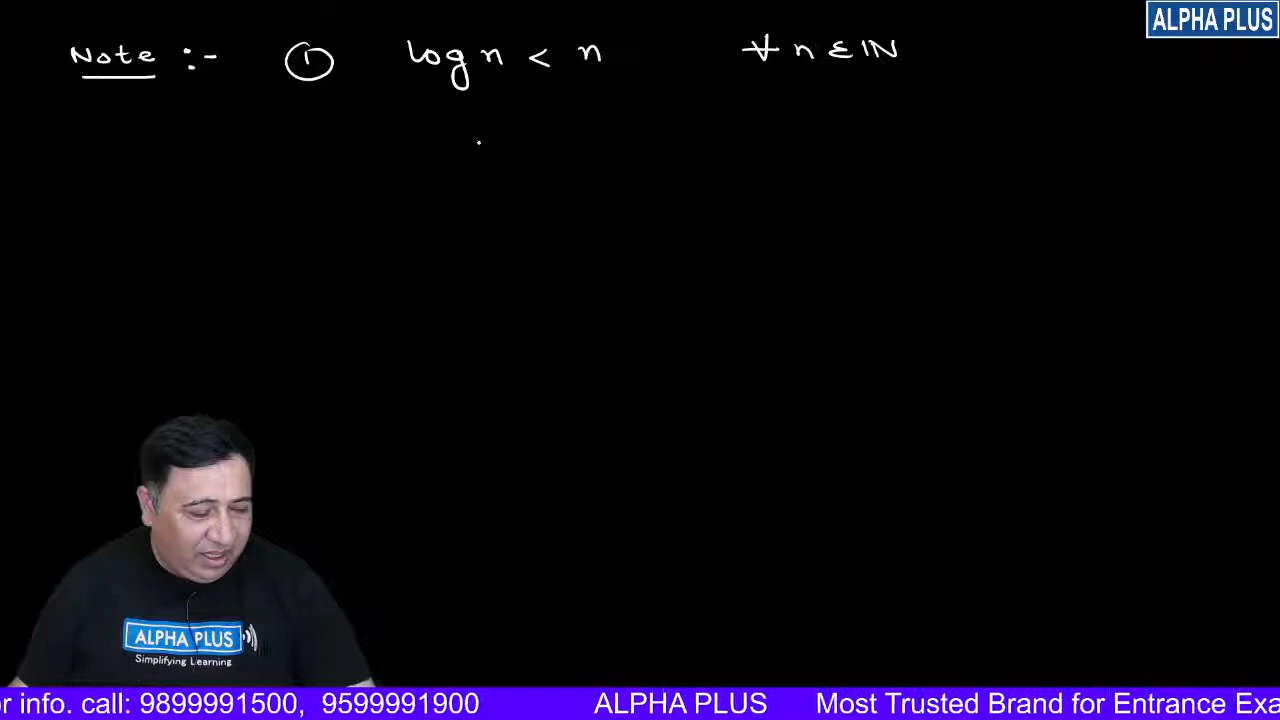 ALPHA PLUS
Note :- ① log n < n ∀ n ∈ ℕ
ALPHA PLUS
Simplifying Learning
or info. call: 9899991500, 9599991900 ALPHA PLUS Most Trusted Brand for Entrance Exa